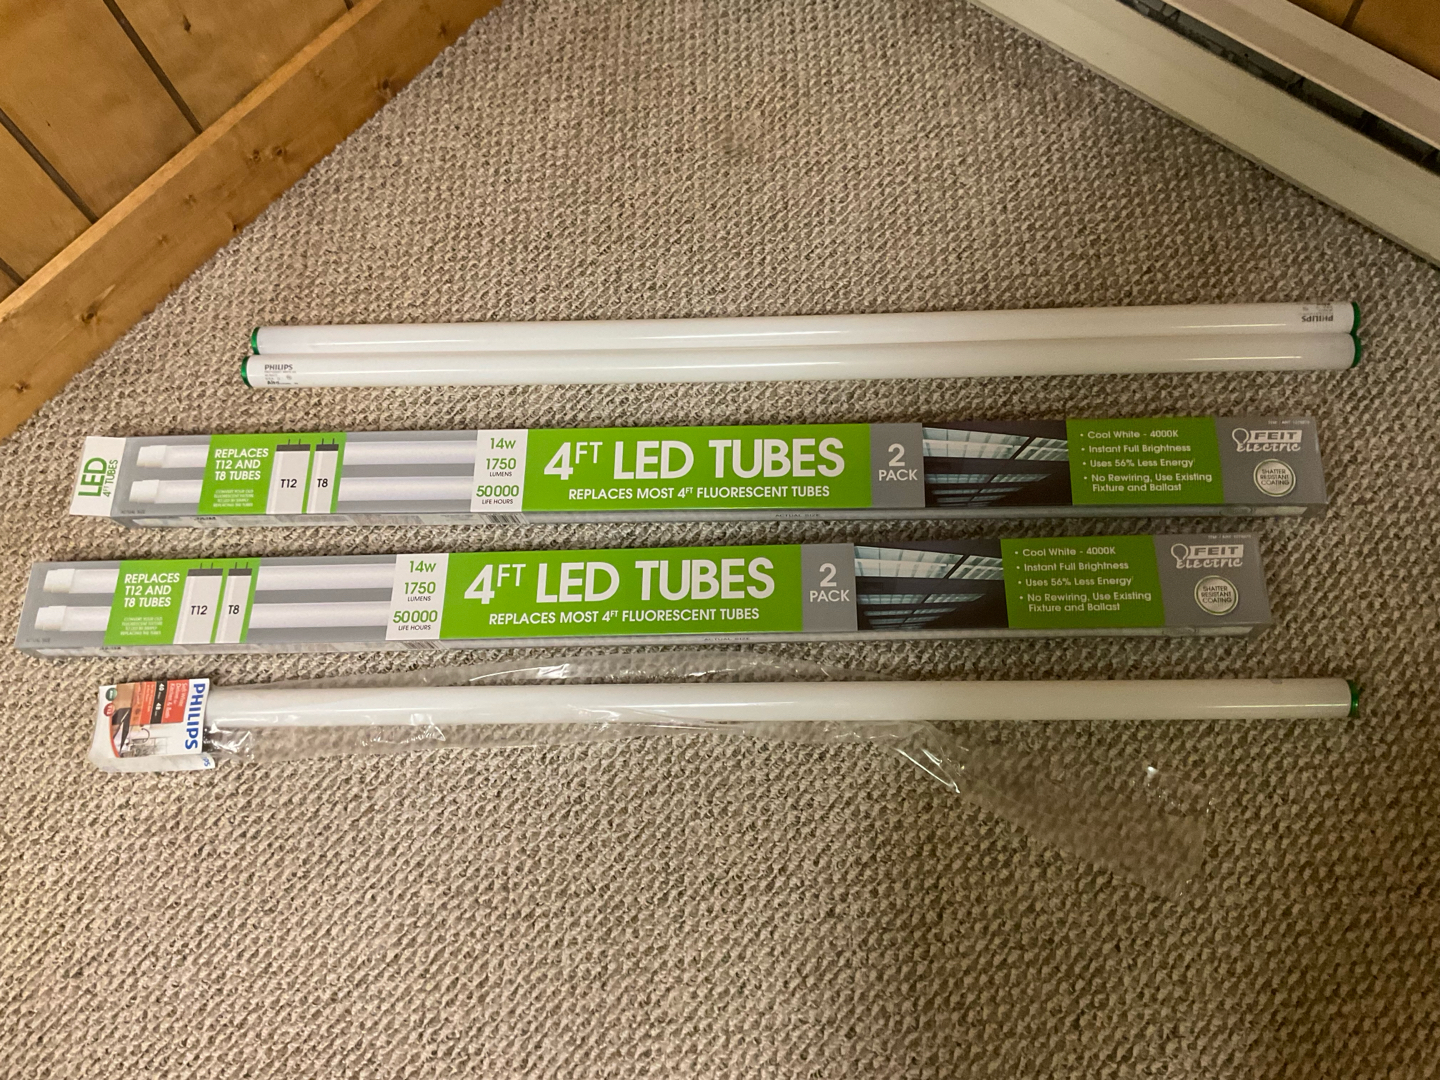 PHILIPS
PHILIPS
LED
4FT TUBES
REPLACES
T12 AND
T8 TUBES
T12
T8
14w
1750
LUMENS
50000
LIFE HOURS
4FT LED TUBES
REPLACES MOST 4FT FLUORESCENT TUBES
2
PACK
• Cool White - 4000K
• Instant Full Brightness
• Uses 56% Less Energy
• No Rewiring, Use Existing
Fixture and Ballast
FEIT
electric
SHATTER
RESISTANT
COATING
ACTUAL SIZE
REPLACES
T12 AND
T8 TUBES
T12
T8
14w
1750
LUMENS
50000
LIFE HOURS
4FT LED TUBES
REPLACES MOST 4FT FLUORESCENT TUBES
2
PACK
• Cool White - 4000K
• Instant Full Brightness
• Uses 56% Less Energy
• No Rewiring, Use Existing
Fixture and Ballast
FEIT
electric
SHATTER
RESISTANT
COATING
ACTUAL SIZE
PHILIPS